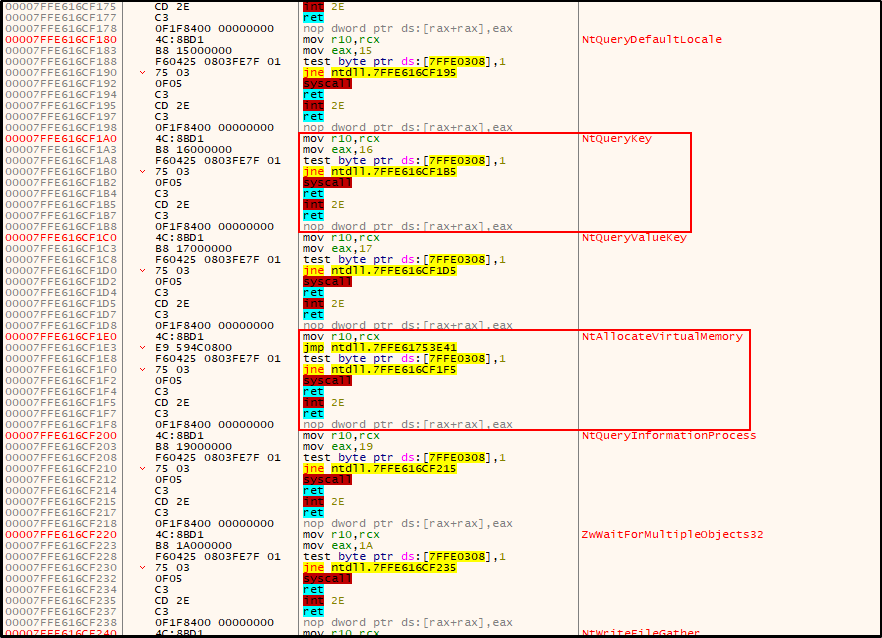 00007FFE616CF175 CD 2E int 2E
00007FFE616CF177 C3 ret
00007FFE616CF178 0F1F8400 00000000 nop dword ptr ds:[rax+rax],eax
00007FFE616CF180 4C:8BD1 mov r10,rcx NtQueryDefaultLocale
00007FFE616CF183 B8 15000000 mov eax,15
00007FFE616CF188 F60425 0803FE7F 01 test byte ptr ds:[7FFE0308],1
00007FFE616CF190 75 03 jne ntdll.7FFE616CF195
00007FFE616CF192 0F05 syscall
00007FFE616CF194 C3 ret
00007FFE616CF195 CD 2E int 2E
00007FFE616CF197 C3 ret
00007FFE616CF198 0F1F8400 00000000 nop dword ptr ds:[rax+rax],eax
00007FFE616CF1A0 4C:8BD1 mov r10,rcx NtQueryKey
00007FFE616CF1A3 B8 16000000 mov eax,16
00007FFE616CF1A8 F60425 0803FE7F 01 test byte ptr ds:[7FFE0308],1
00007FFE616CF1B0 75 03 jne ntdll.7FFE616CF1B5
00007FFE616CF1B2 0F05 syscall
00007FFE616CF1B4 C3 ret
00007FFE616CF1B5 CD 2E int 2E
00007FFE616CF1B7 C3 ret
00007FFE616CF1B8 0F1F8400 00000000 nop dword ptr ds:[rax+rax],eax
00007FFE616CF1C0 4C:8BD1 mov r10,rcx NtQueryValueKey
00007FFE616CF1C3 B8 17000000 mov eax,17
00007FFE616CF1C8 F60425 0803FE7F 01 test byte ptr ds:[7FFE0308],1
00007FFE616CF1D0 75 03 jne ntdll.7FFE616CF1D5
00007FFE616CF1D2 0F05 syscall
00007FFE616CF1D4 C3 ret
00007FFE616CF1D5 CD 2E int 2E
00007FFE616CF1D7 C3 ret
00007FFE616CF1D8 0F1F8400 00000000 nop dword ptr ds:[rax+rax],eax
00007FFE616CF1E0 4C:8BD1 mov r10,rcx NtAllocateVirtualMemory
00007FFE616CF1E3 E9 594C0800 jmp ntdll.7FFE61753E41
00007FFE616CF1E8 F60425 0803FE7F 01 test byte ptr ds:[7FFE0308],1
00007FFE616CF1F0 75 03 jne ntdll.7FFE616CF1F5
00007FFE616CF1F2 0F05 syscall
00007FFE616CF1F4 C3 ret
00007FFE616CF1F5 CD 2E int 2E
00007FFE616CF1F7 C3 ret
00007FFE616CF1F8 0F1F8400 00000000 nop dword ptr ds:[rax+rax],eax
00007FFE616CF200 4C:8BD1 mov r10,rcx NtQueryInformationProcess
00007FFE616CF203 B8 19000000 mov eax,19
00007FFE616CF208 F60425 0803FE7F 01 test byte ptr ds:[7FFE0308],1
00007FFE616CF210 75 03 jne ntdll.7FFE616CF215
00007FFE616CF212 0F05 syscall
00007FFE616CF214 C3 ret
00007FFE616CF215 CD 2E int 2E
00007FFE616CF217 C3 ret
00007FFE616CF218 0F1F8400 00000000 nop dword ptr ds:[rax+rax],eax
00007FFE616CF220 4C:8BD1 mov r10,rcx ZwWaitForMultipleObjects32
00007FFE616CF223 B8 1A000000 mov eax,1A
00007FFE616CF228 F60425 0803FE7F 01 test byte ptr ds:[7FFE0308],1
00007FFE616CF230 75 03 jne ntdll.7FFE616CF235
00007FFE616CF232 0F05 syscall
00007FFE616CF234 C3 ret
00007FFE616CF235 CD 2E int 2E
00007FFE616CF237 C3 ret
00007FFE616CF238 0F1F8400 00000000 nop dword ptr ds:[rax+rax],eax
00007FFE616CF240 4C:8BD1 mov r10,rcx NtWriteFileGather